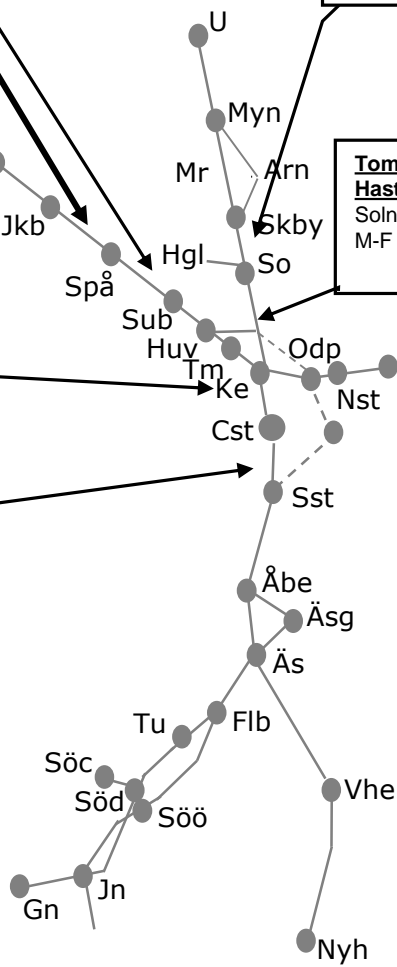 U
Myn
Mr
Arn
Tom
Hast
Soln
M-F
Jkb
Skby
Hgl
So
Spå
Sub
Huv
Odp
Tm
Ke
Nst
Cst
Sst
Åbe
Äsg
Äs
Tu
Flb
Söc
Söd
Vhe
Söö
Jn
Gn
Nyh